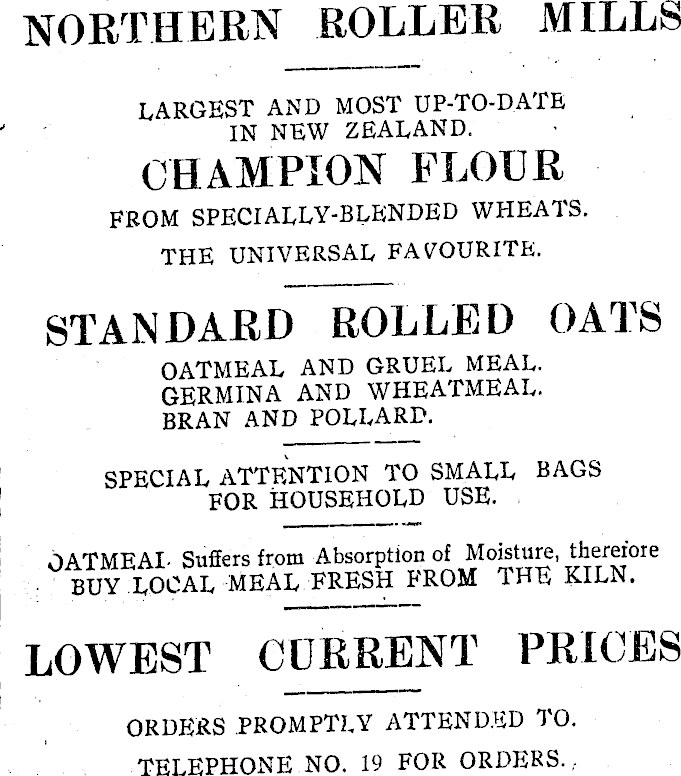 NORTHERN ROLLER MILLS
LARGEST AND MOST UP-TO-DATE
IN NEW ZEALAND.
CHAMPION FLOUR
FROM SPECIALLY-BLENDED WHEATS.
THE UNIVERSAL FAVOURITE.
STANDARD ROLLED OATS
OATMEAL AND GRUEL MEAL.
GERMINA AND WHEATMEAL.
BRAN AND POLLARD.
SPECIAL ATTENTION TO SMALL BAGS
FOR HOUSEHOLD USE.
OATMEAL Suffers from Absorption of Moisture, therefore
BUY LOCAL MEAL FRESH FROM THE KILN.
LOWEST CURRENT PRICES
ORDERS PROMPTLY ATTENDED TO.
TELEPHONE NO. 19 FOR ORDERS.